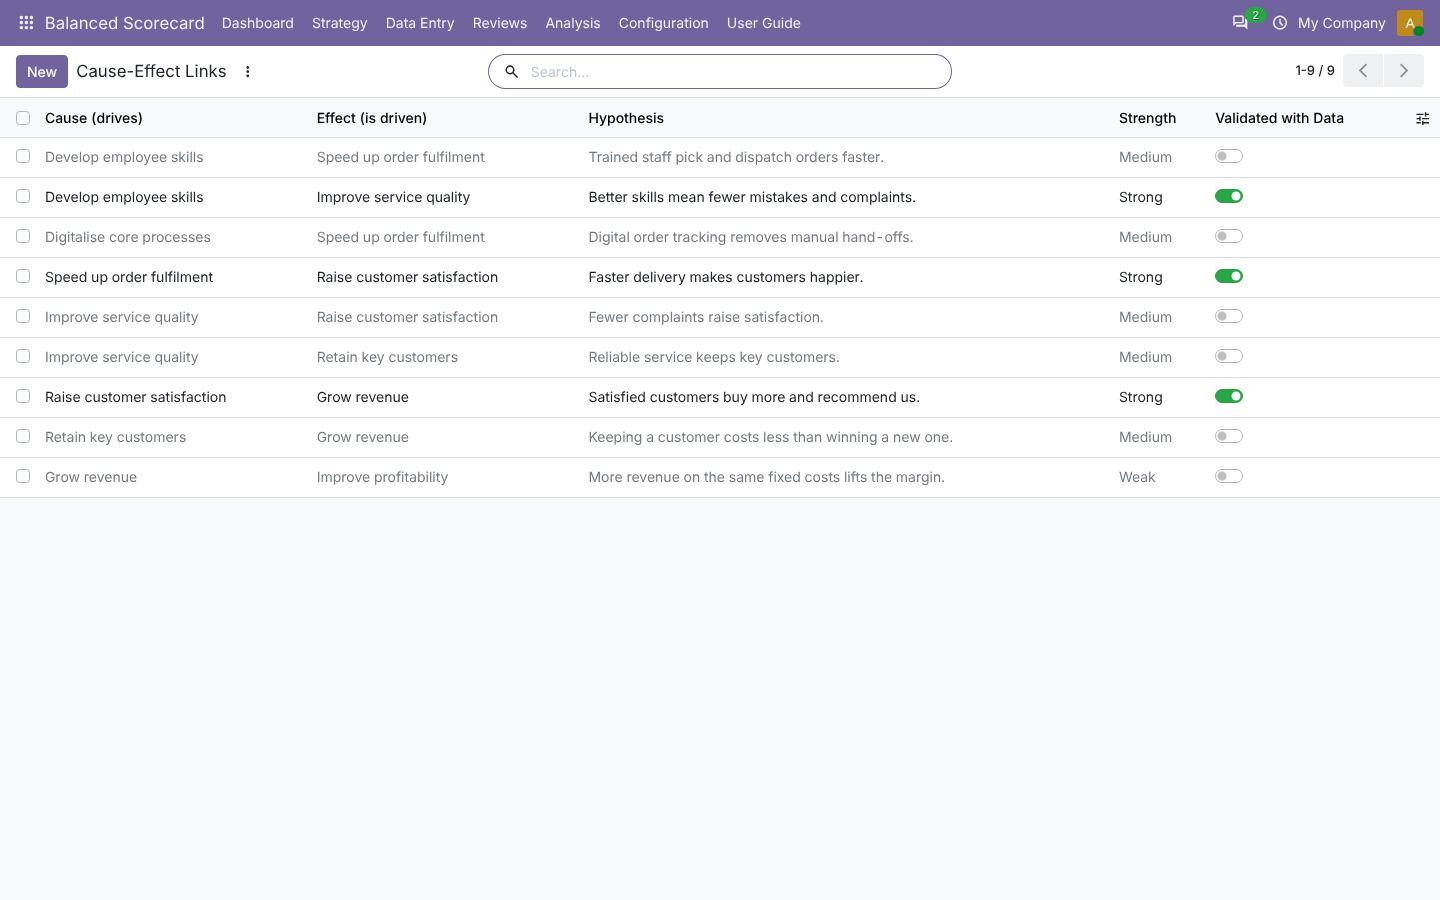 Balanced Scorecard Dashboard Strategy Data Entry Reviews Analysis Configuration User Guide 2 My Company A
New Cause-Effect Links Search... 1-9 / 9
Cause (drives) Effect (is driven) Hypothesis Strength Validated with Data
Develop employee skills Speed up order fulfilment Trained staff pick and dispatch orders faster. Medium
Develop employee skills Improve service quality Better skills mean fewer mistakes and complaints. Strong
Digitalise core processes Speed up order fulfilment Digital order tracking removes manual hand-offs. Medium
Speed up order fulfilment Raise customer satisfaction Faster delivery makes customers happier. Strong
Improve service quality Raise customer satisfaction Fewer complaints raise satisfaction. Medium
Improve service quality Retain key customers Reliable service keeps key customers. Medium
Raise customer satisfaction Grow revenue Satisfied customers buy more and recommend us. Strong
Retain key customers Grow revenue Keeping a customer costs less than winning a new one. Medium
Grow revenue Improve profitability More revenue on the same fixed costs lifts the margin. Weak